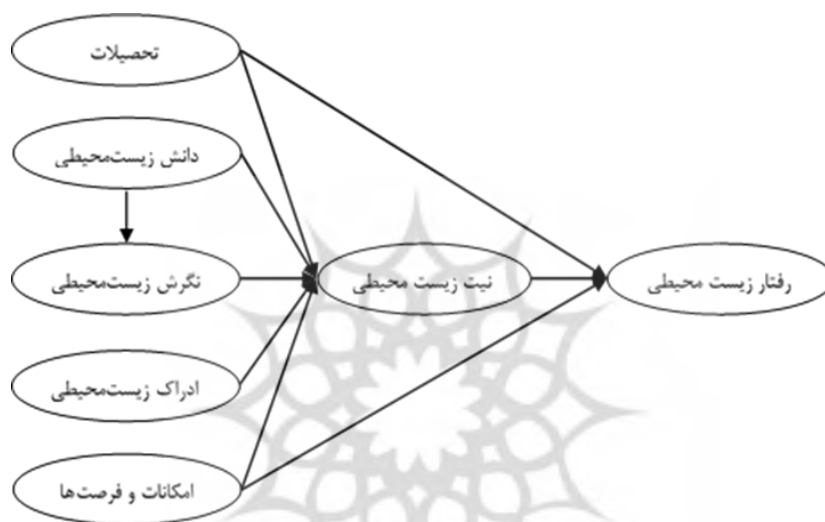 تحصیلات
دانش زیست‌محیطی
نگرش زیست‌محیطی
نیت زیست محیطی
رفتار زیست محیطی
ادراک زیست‌محیطی
امکانات و فرصت‌ها